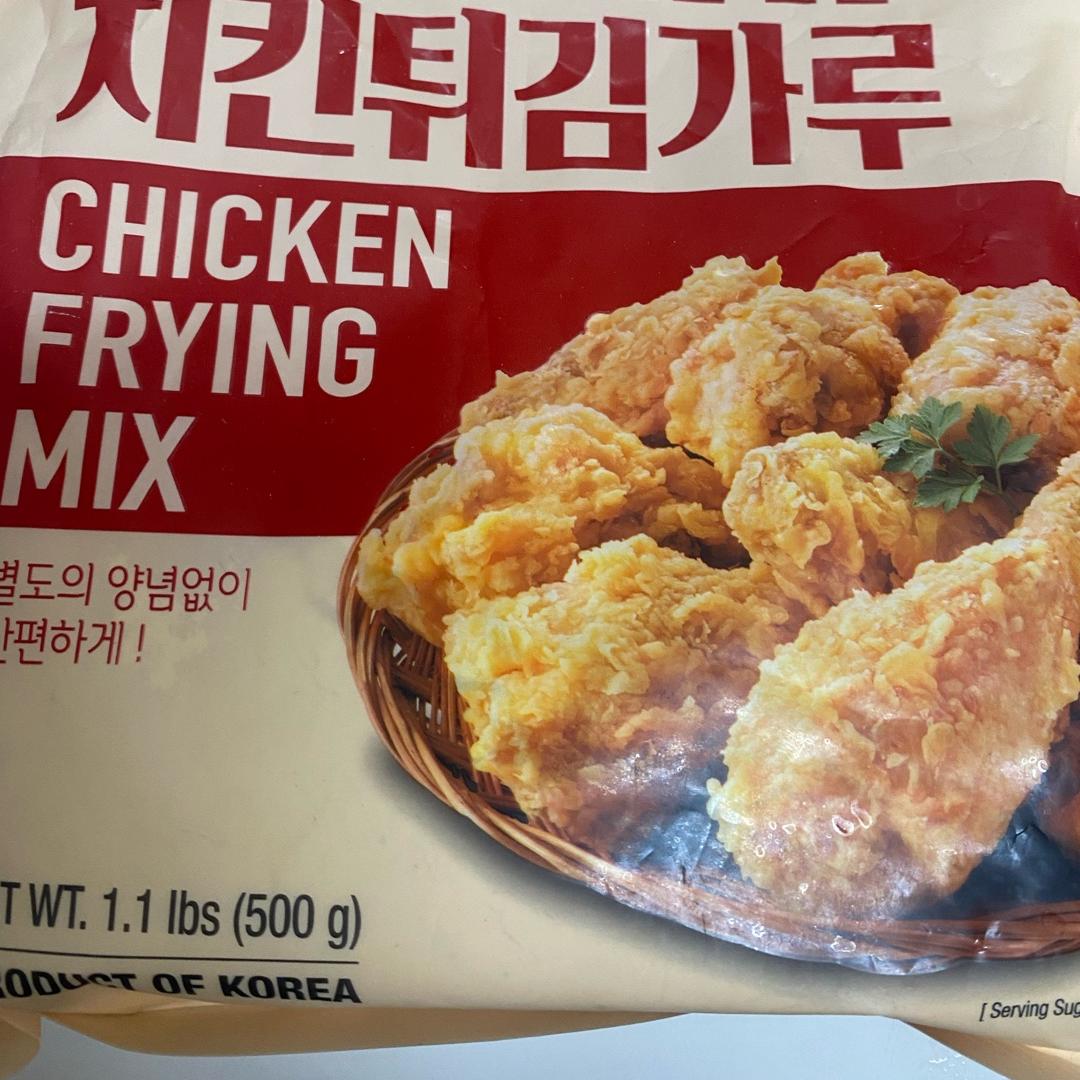 치킨튀김가루
CHICKEN
FRYING
MIX
별도의 양념없이
간편하게 !
T WT. 1.1 lbs (500 g)
RODUCT OF KOREA
[ Serving Sug